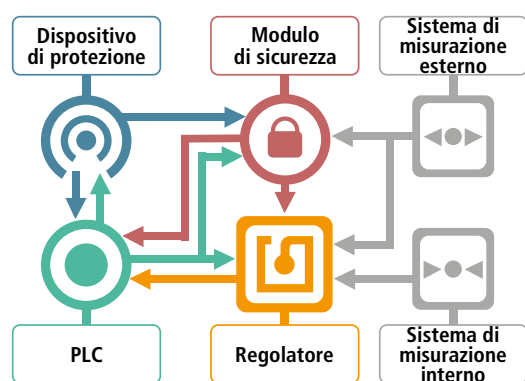 Dispositivo
di protezione
Modulo
di sicurezza
Sistema di
misurazione
esterno
PLC
Regolatore
Sistema di
misurazione
interno